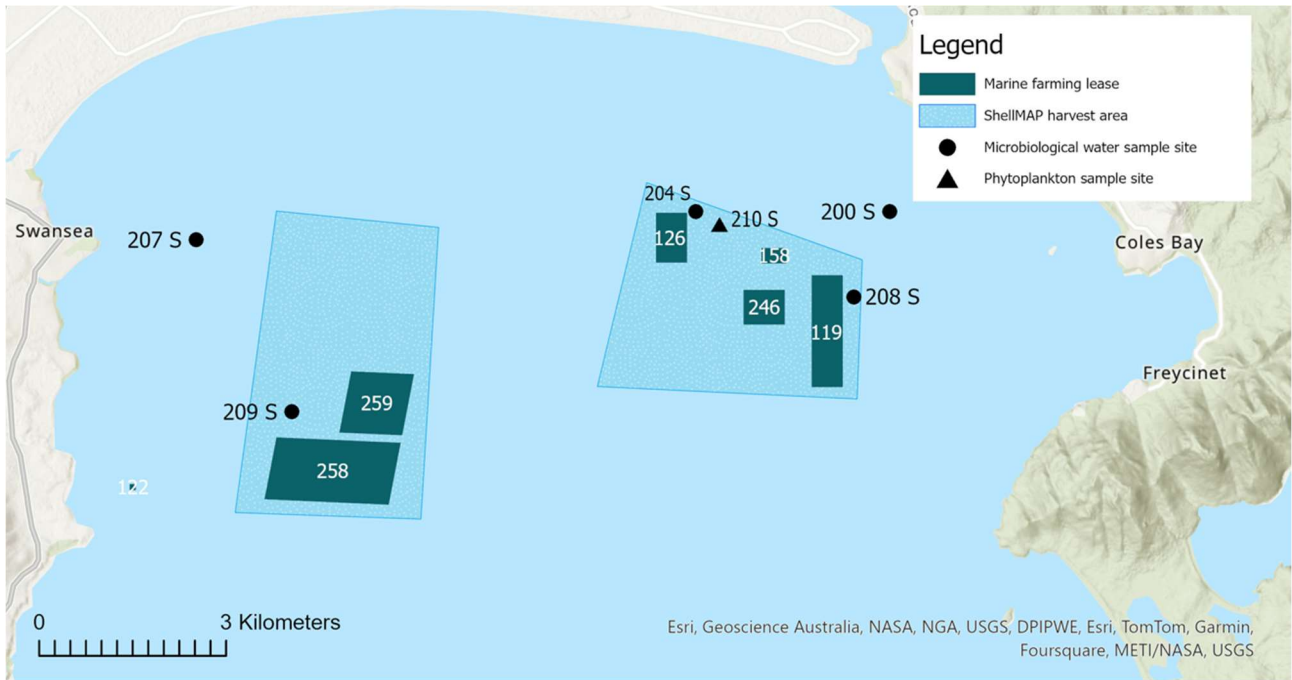 Legend
Marine farming lease
ShellMAP harvest area
Microbiological water sample site
Phytoplankton sample site
204 S
210 S
200 S
126
158
Swansea
207 S
Coles Bay
246
208 S
119
Freycinet
259
209 S
258
122
0 3 Kilometers
Esri, Geoscience Australia, NASA, NGA, USGS, DPIPWE, Esri, TomTom, Garmin,
Foursquare, METI/NASA, USGS